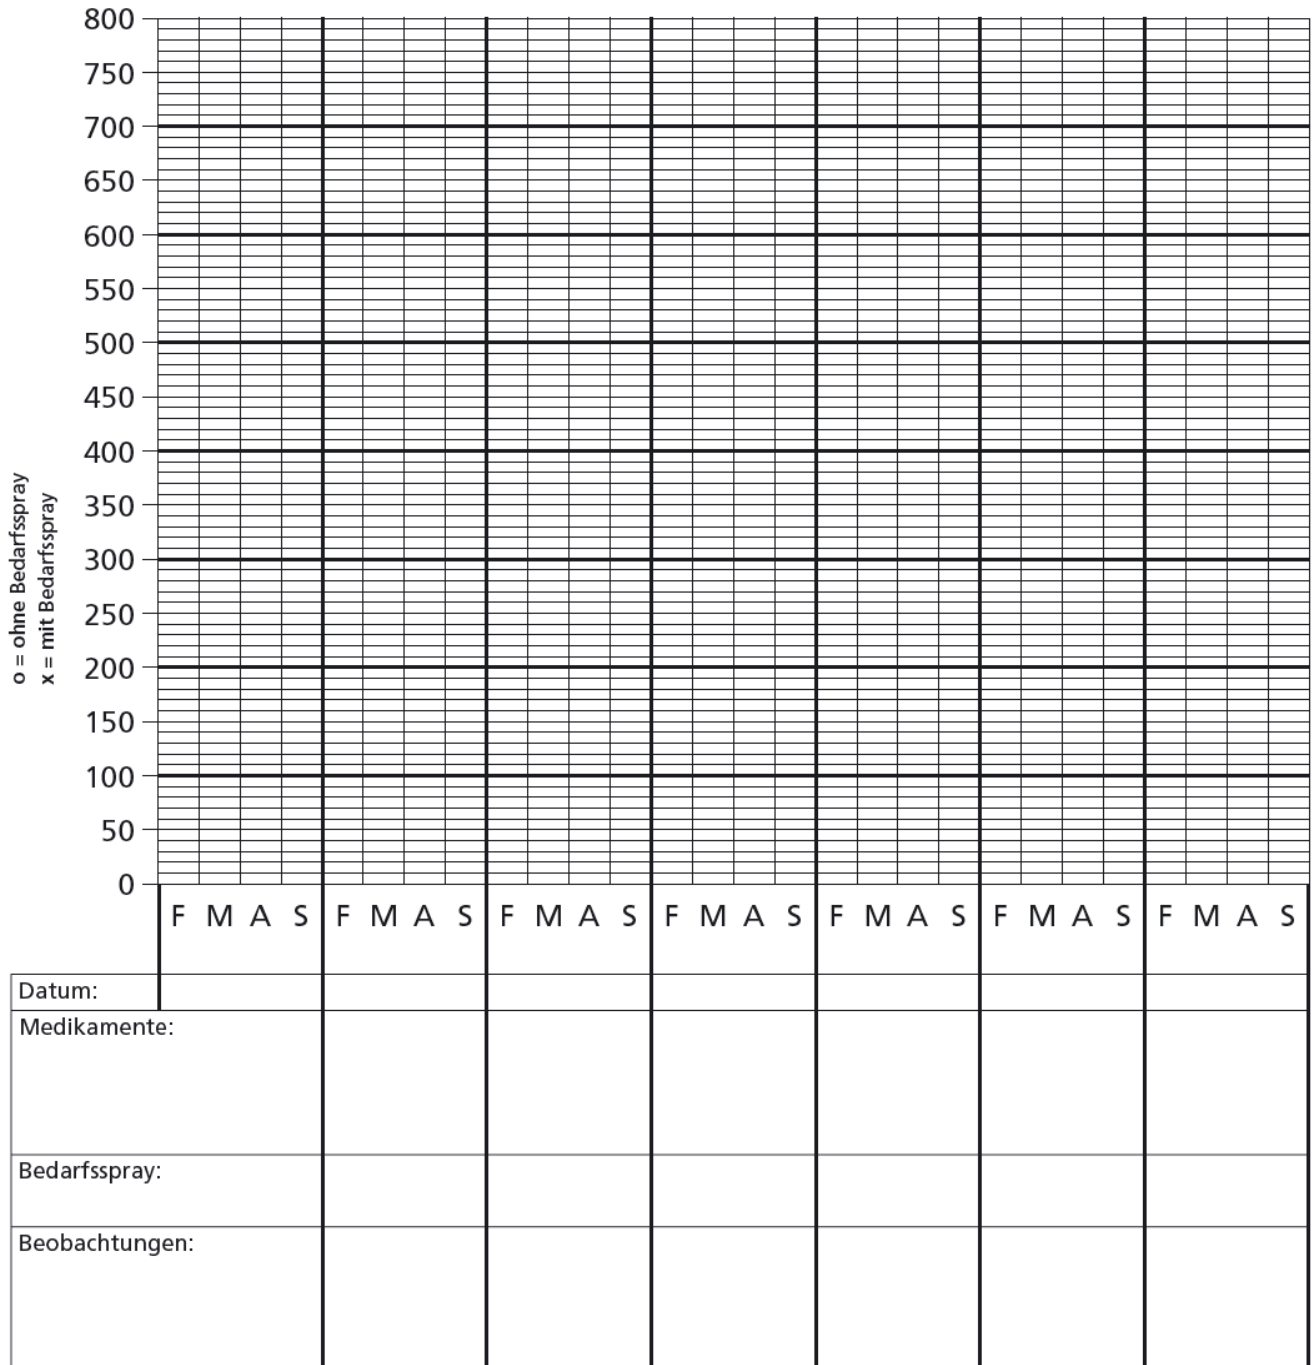 800
750
700
650
600
550
500
450
400
350
300
250
200
150
100
50
0
o = ohne Bedarfsspray
x = mit Bedarfsspray
F M A S F M A S F M A S F M A S F M A S F M A S F M A S
Datum:
Medikamente:
Bedarfsspray:
Beobachtungen: